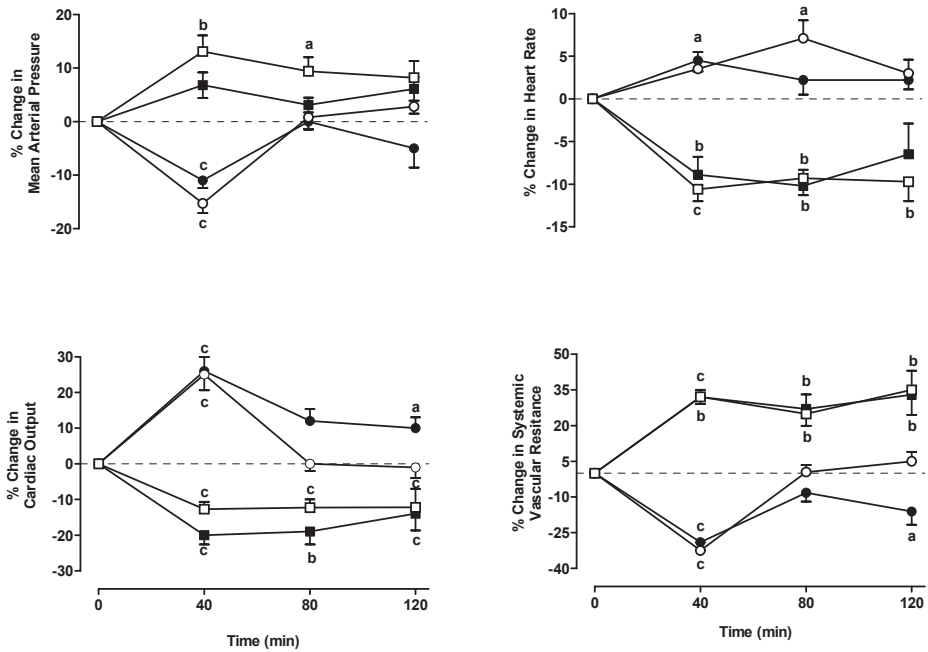 % Change in
Mean Arterial Pressure
20
10
0
-10
-20
b
a
c
c
% Change in Heart Rate
10
5
0
-5
-10
-15
a
a
b
b
c
b
b
% Change in
Cardiac Output
30
20
10
0
-10
-20
-30
c
c
a
c
c
c
c
b
c
0
40
80
120
Time (min)
% Change in Systemic
Vascular Resitance
50
35
20
5
-10
-25
-40
c
b
b
b
b
b
c
c
a
0
40
80
120
Time (min)